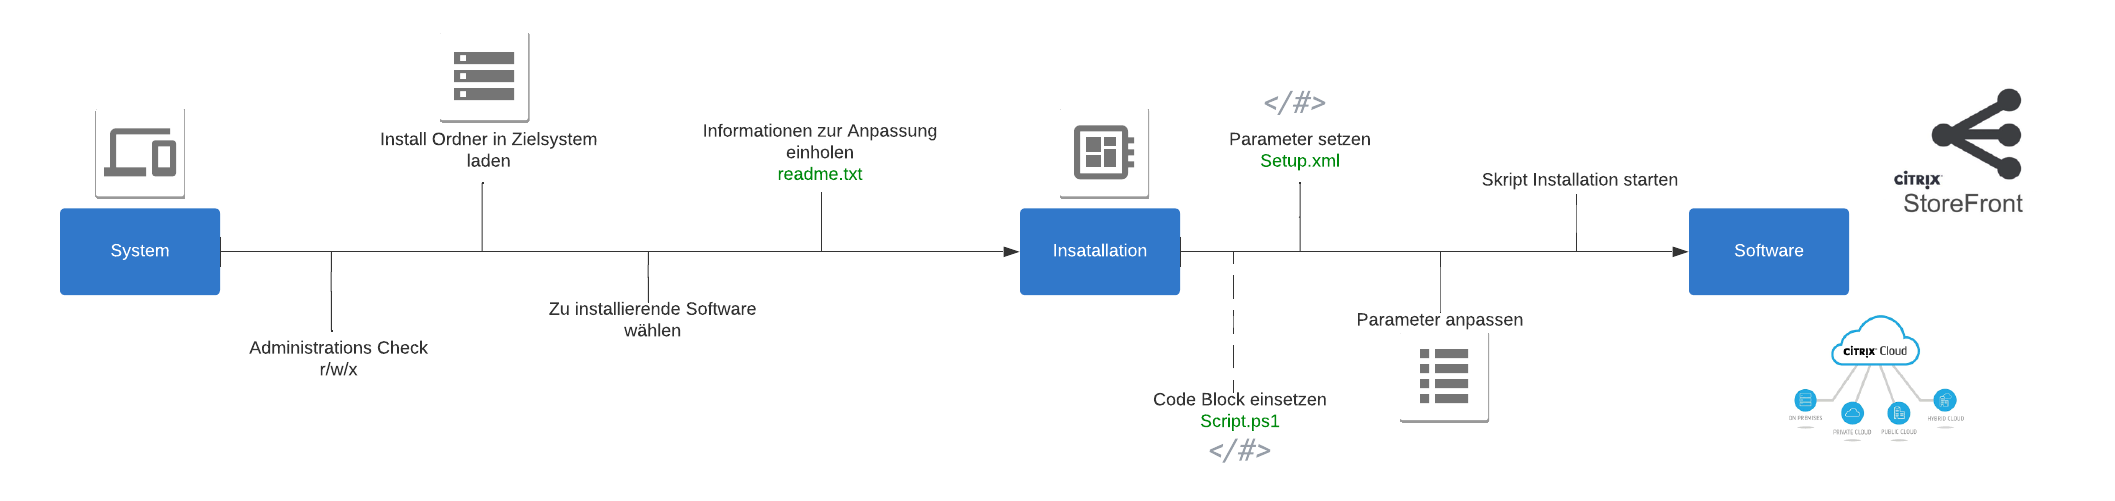 System
Administrations Check
r/w/x
Install Ordner in Zielsystem
laden
Zu installierende Software
wählen
Informationen zur Anpassung
einholen
readme.txt
Insatallation
Code Block einsetzen
Script.ps1
</#>
</#>
Parameter setzen
Setup.xml
Parameter anpassen
Skript Installation starten
Software
CITRIX
StoreFront
CITRIX Cloud
ON PREMISES
PRIVATE CLOUD
PUBLIC CLOUD
HYBRID CLOUD